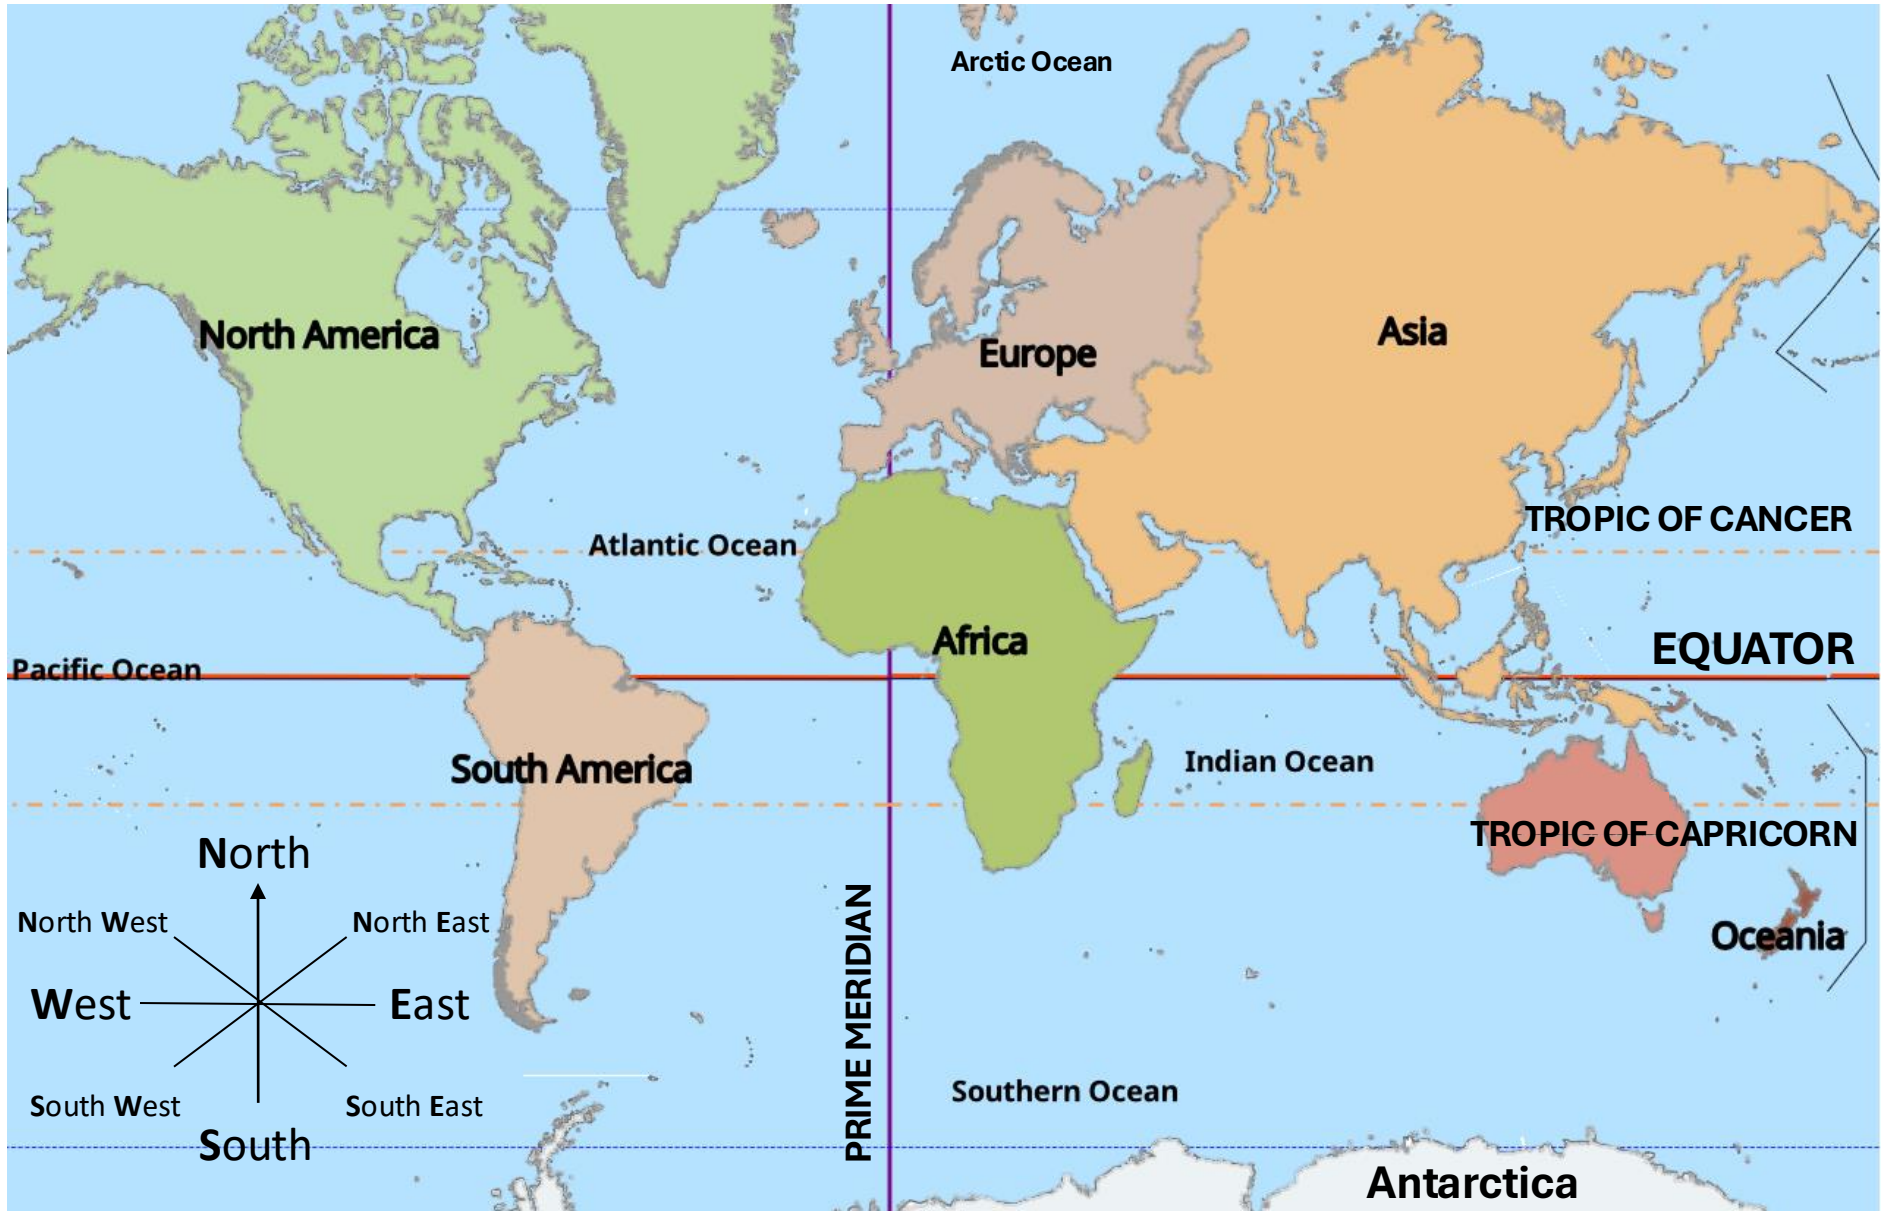 Arctic Ocean
North America
Europe
Asia
TROPIC OF CANCER
Atlantic Ocean
Africa
EQUATOR
Pacific Ocean
South America
Indian Ocean
TROPIC OF CAPRICORN
North
North West
North East
West
East
South West
South East
South
PRIME MERIDIAN
Oceania
Southern Ocean
Antarctica